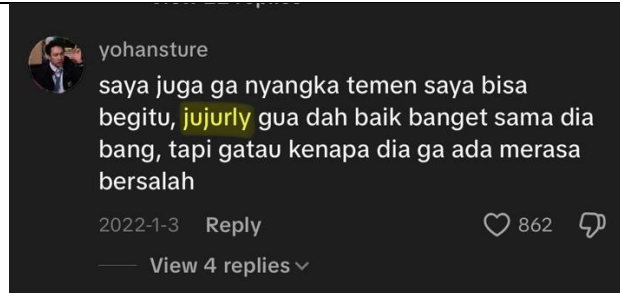 yohansture
saya juga ga nyangka temen saya bisa
begitu, jujurly gua dah baik banget sama dia
bang, tapi gatau kenapa dia ga ada merasa
bersalah
2022-1-3 Reply 862
View 4 replies